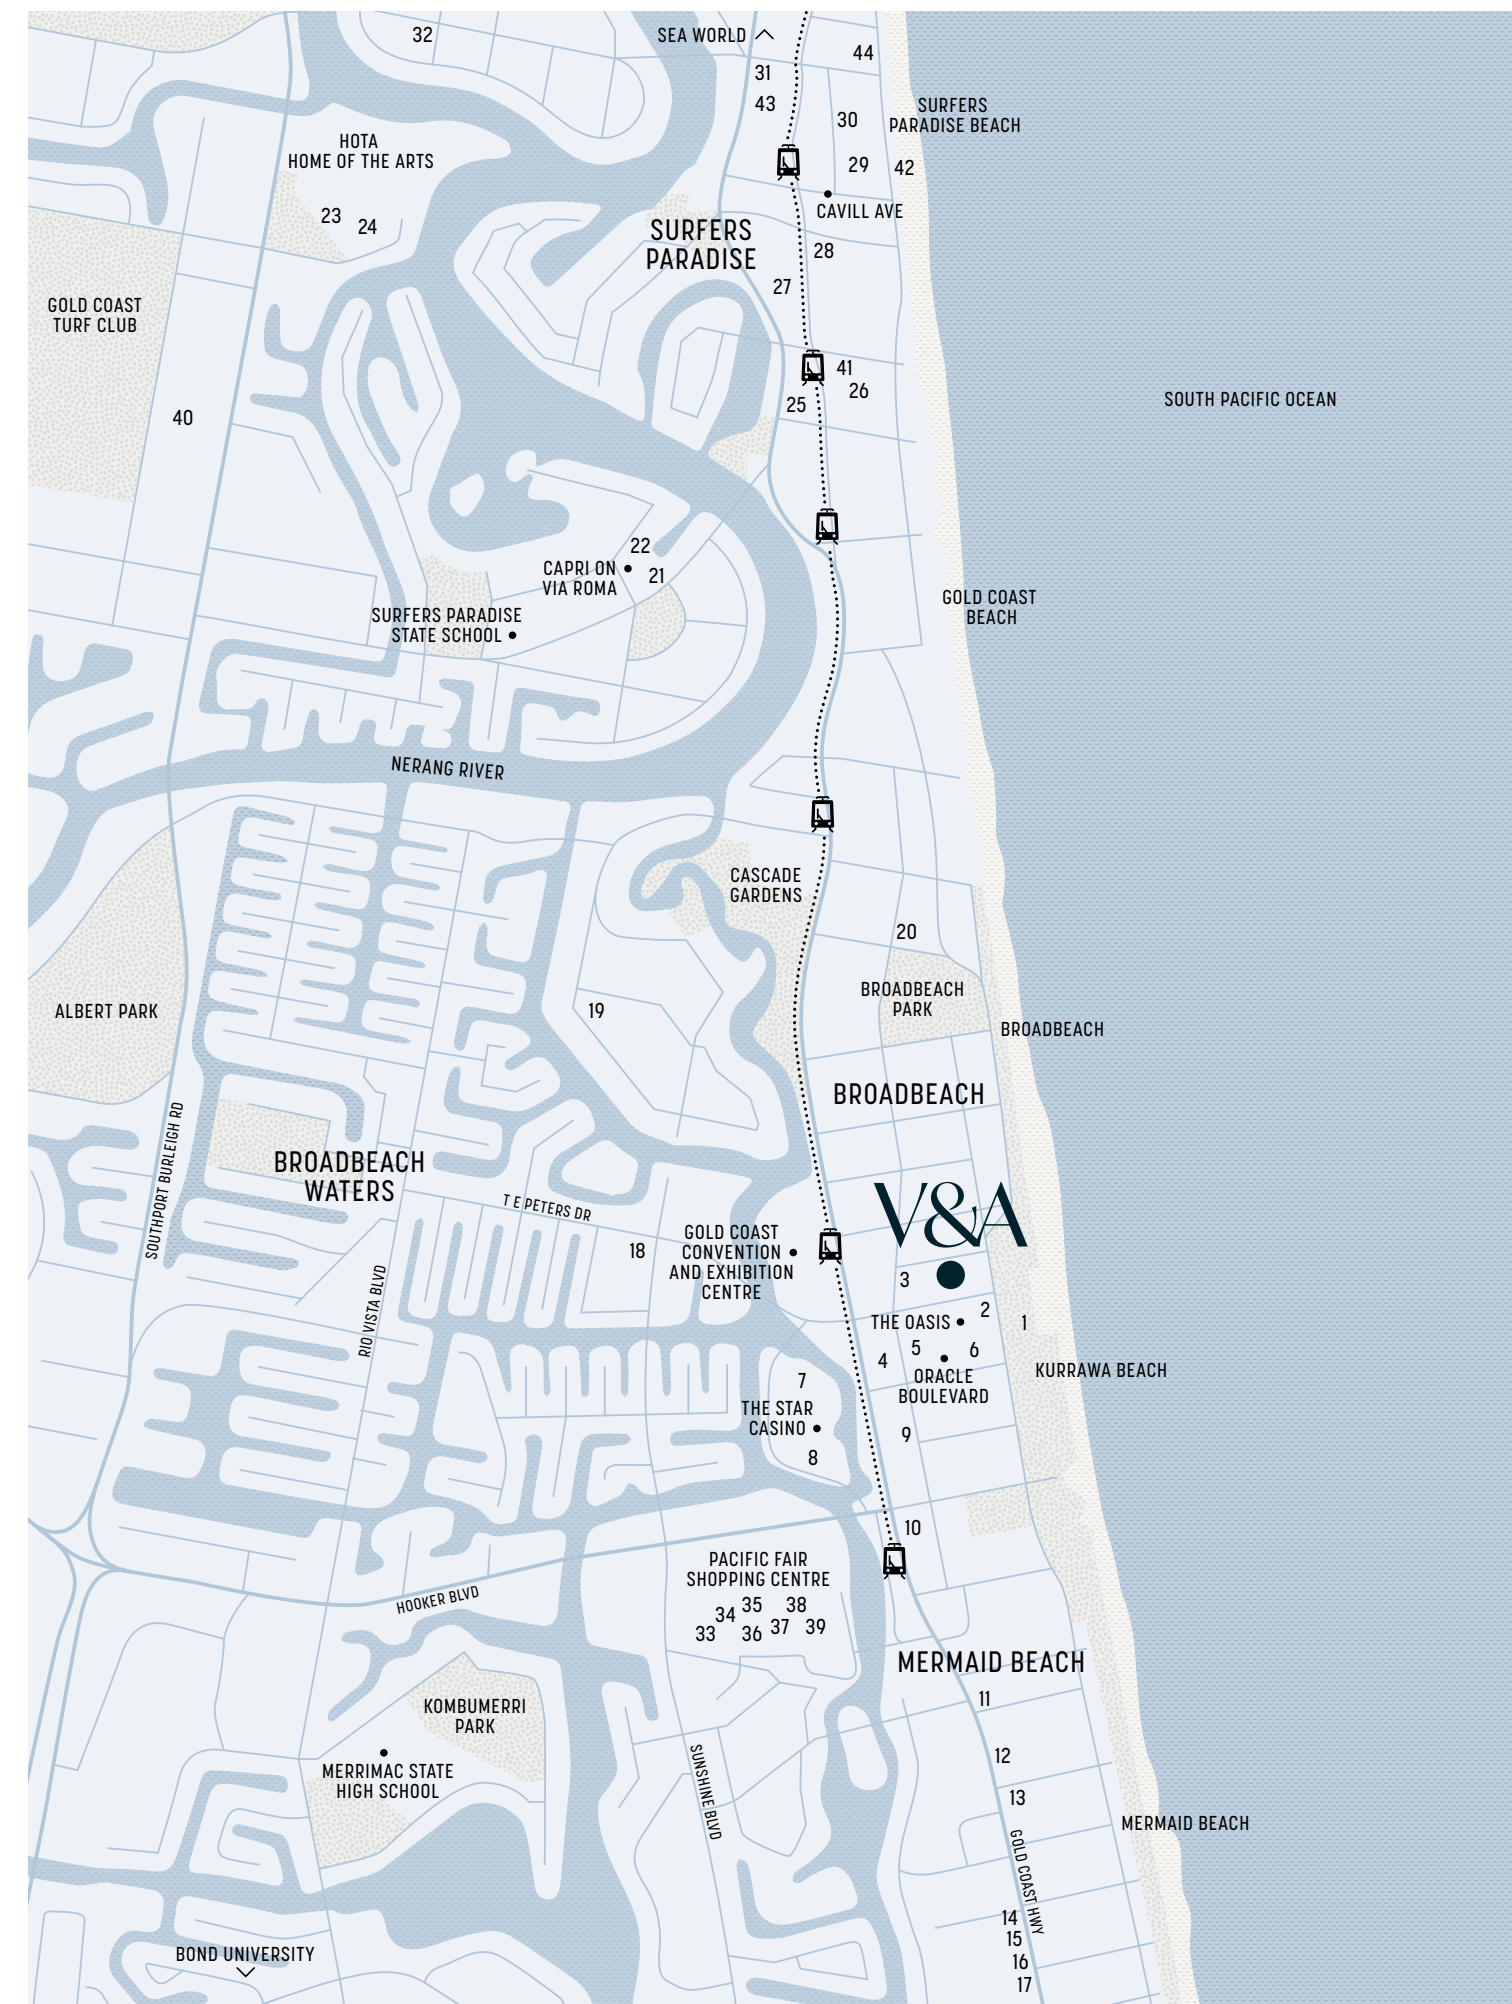 32
SEA WORLD
44
31
43
SURFERS
PARADISE BEACH
30
HOTA
HOME OF THE ARTS
29
42
CAVILL AVE
23
24
SURFERS
PARADISE
28
27
GOLD COAST
TURF CLUB
41
26
25
SOUTH PACIFIC OCEAN
40
22
CAPRI ON
VIA ROMA
21
SURFERS PARADISE
STATE SCHOOL
GOLD COAST
BEACH
NERANG RIVER
CASCADE
GARDENS
20
BROADBEACH
PARK
ALBERT PARK
19
BROADBEACH
BROADBEACH
SOUTHPORT BURLEIGH RD
BROADBEACH
WATERS
T E PETERS DR
V&A
18
GOLD COAST
CONVENTION
AND EXHIBITION
CENTRE
3
RIO VISTA BLVD
2
THE OASIS
1
5
6
4
ORACLE
BOULEVARD
KURRAWA BEACH
7
THE STAR
CASINO
9
8
10
PACIFIC FAIR
SHOPPING CENTRE
HOOKER BLVD
35
38
34
33
36
37
39
MERMAID BEACH
11
KOMBUMERRI
PARK
12
MERRIMAC STATE
HIGH SCHOOL
SUNSHINE BLVD
13
MERMAID BEACH
GOLD COAST HWY
14
15
16
17
BOND UNIVERSITY